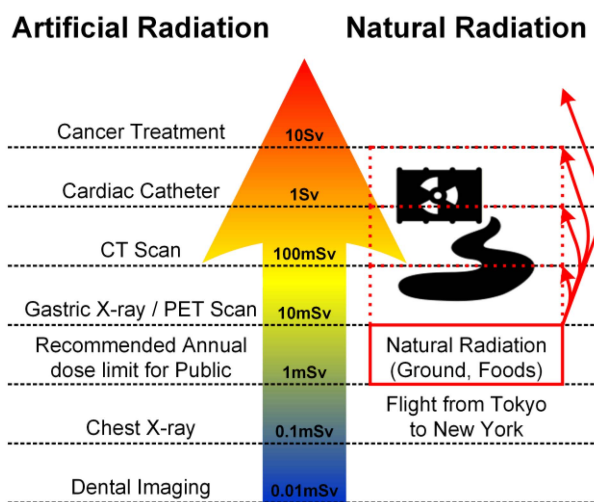 Artificial Radiation
Natural Radiation
Cancer Treatment
10Sv
Cardiac Catheter
1Sv
CT Scan
100mSv
Gastric X-ray / PET Scan
10mSv
Recommended Annual
dose limit for Public
1mSv
Natural Radiation
(Ground, Foods)
Flight from Tokyo
to New York
Chest X-ray
0.1mSv
Dental Imaging
0.01mSv